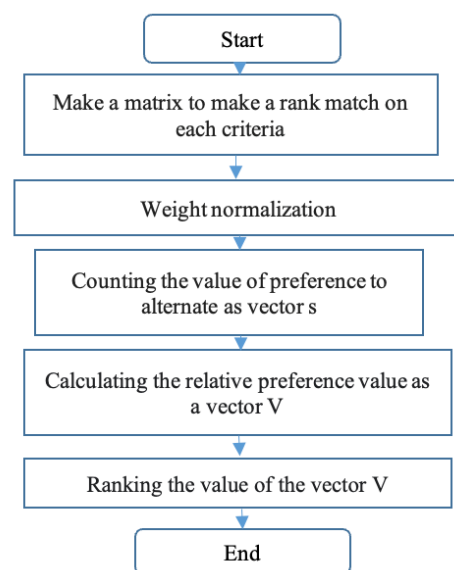 Start
Make a matrix to make a rank match on
each criteria
Weight normalization
Counting the value of preference to
alternate as vector s
Calculating the relative preference value as
a vector V
Ranking the value of the vector V
End